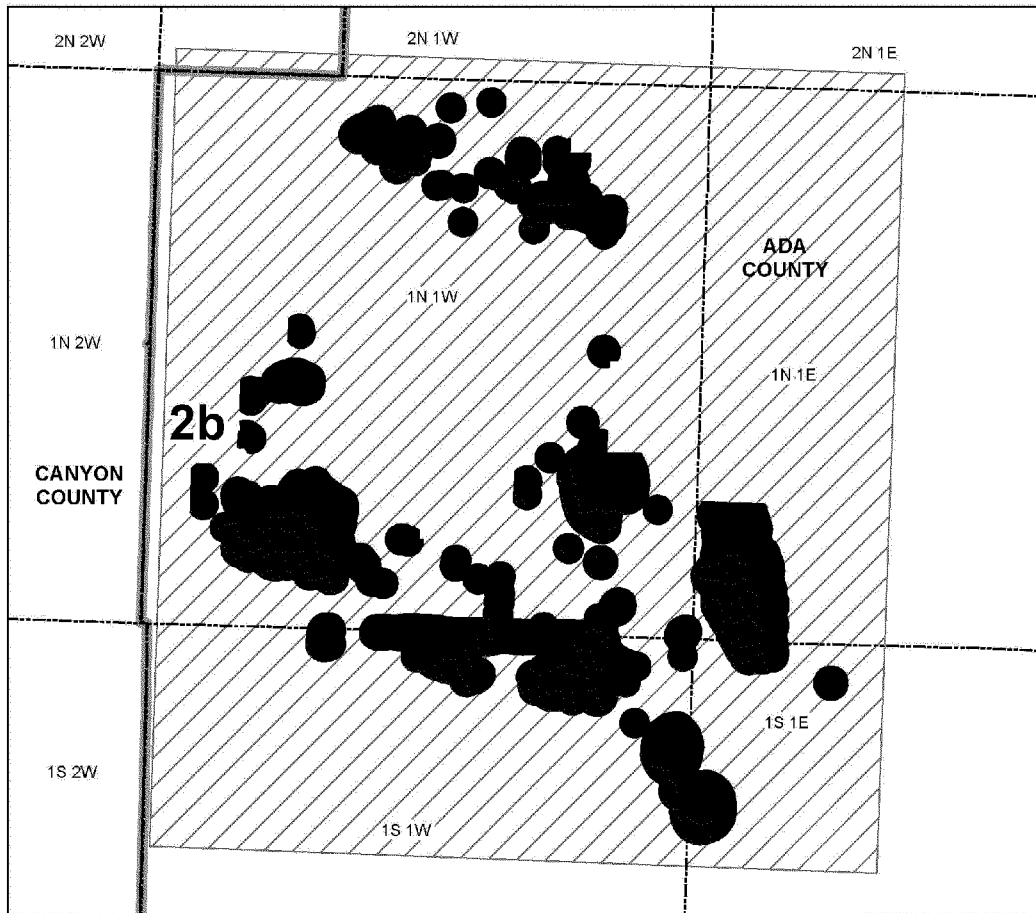 2N 2W
2N 1W
2N 1E
ADA
COUNTY
1N 1W
1N 2W
1N 1E
2b
CANYON
COUNTY
1S 1E
1S 2W
1S 1W